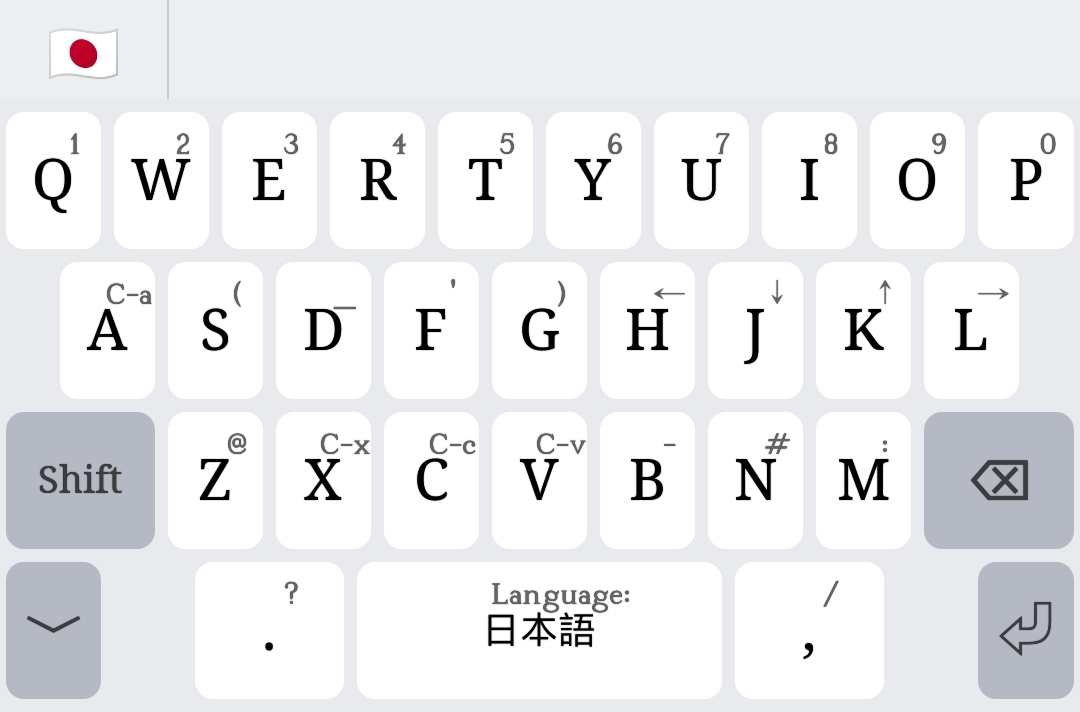 1 2 3 4 5 6 7 8 9 0
Q W E R T Y U I O P
C-a ( — ' ) ← ↓ ↑ →
A S D F G H J K L
@ C-x C-c C-v - # :
Shift Z X C V B N M
? Language: /
. 日本語 ,